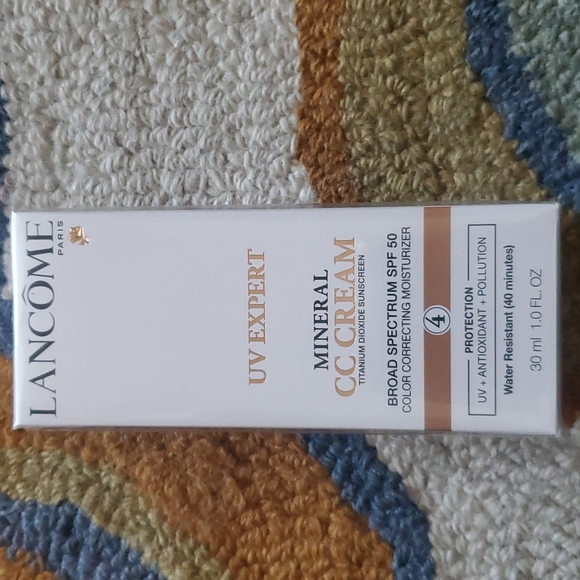 LANCÔME
PARIS
UV EXPERT
MINERAL
CC CREAM
TITANIUM DIOXIDE SUNSCREEN
BROAD SPECTRUM SPF 50
COLOR CORRECTING MOISTURIZER
4
PROTECTION
UV + ANTIOXIDANT + POLLUTION
Water Resistant (40 minutes)
30 ml 1.0 FL OZ